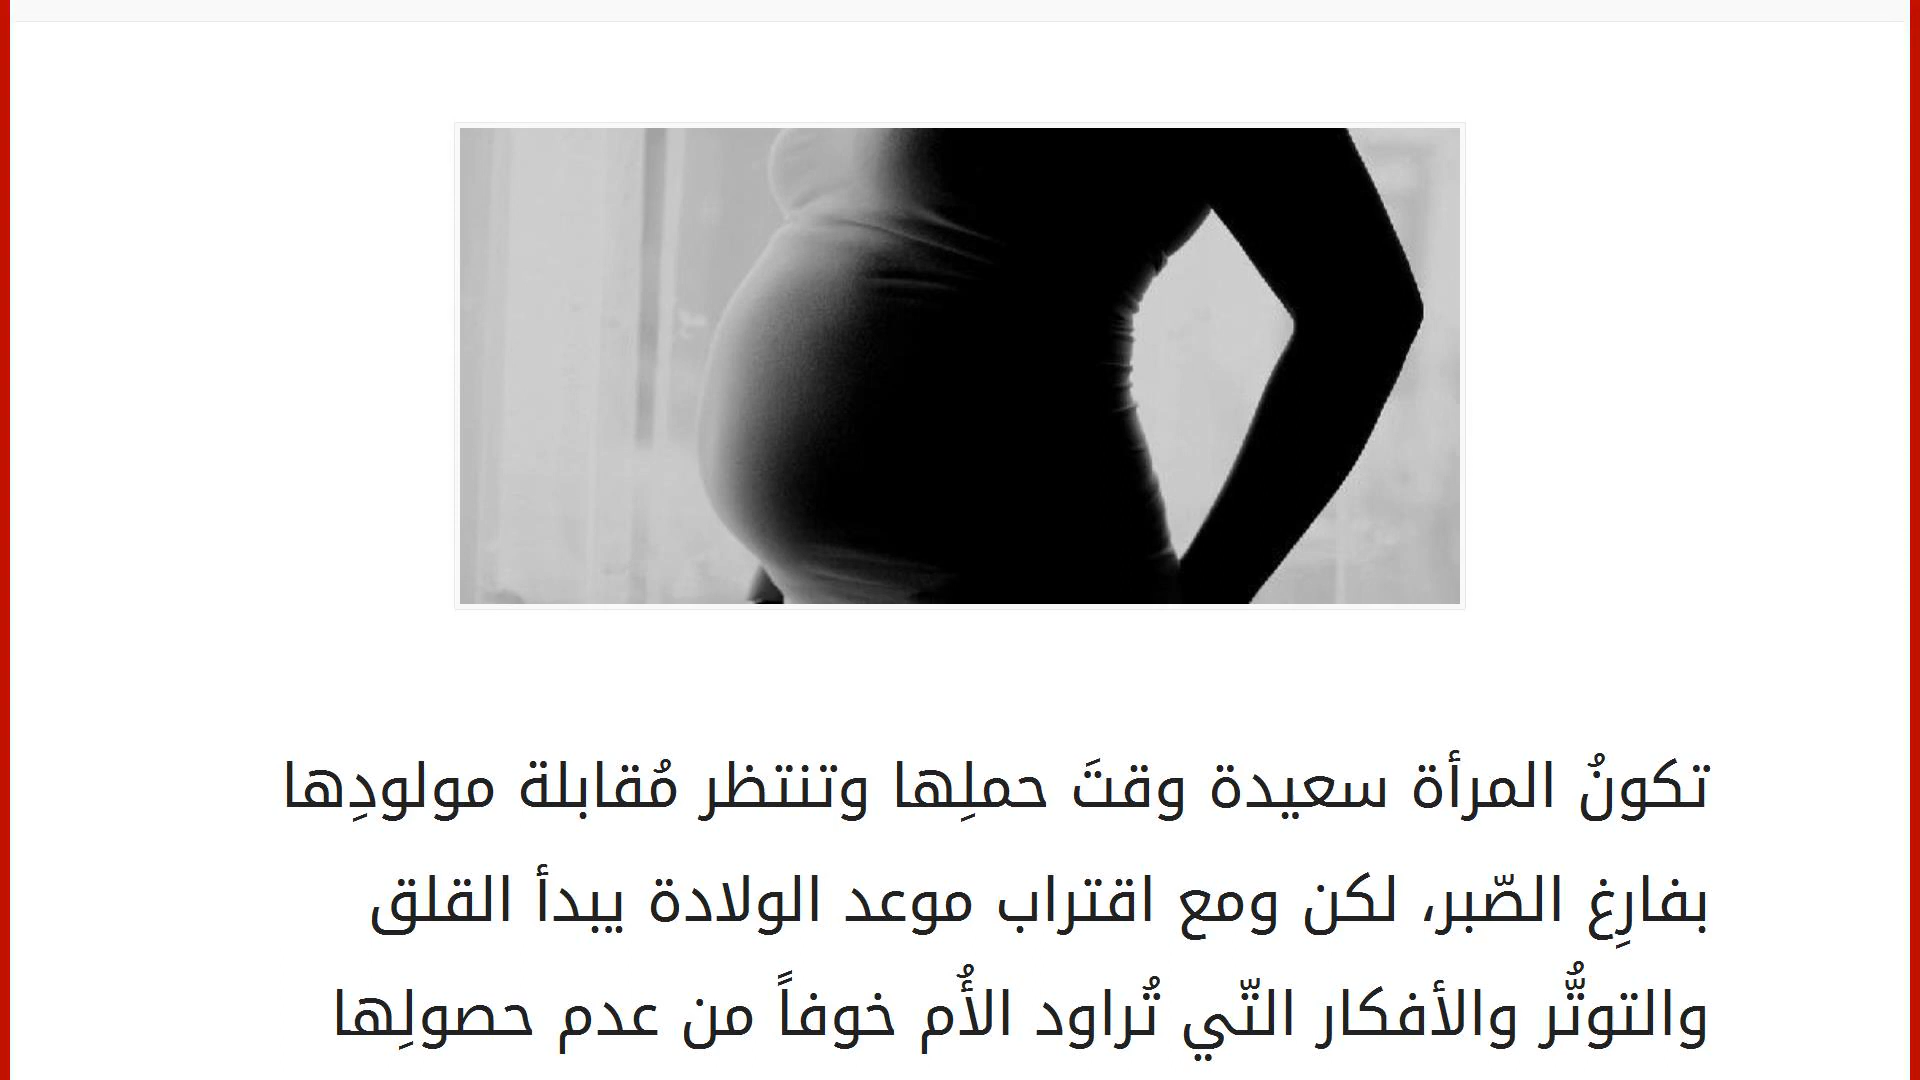 تكونُ المرأة سعيدة وقتَ حملِها وتنتظر مُقابلة مولودِها
بفارِغ الصّبر، لكن ومع اقتراب موعد الولادة يبدأ القلق
والتوتُّر والأفكار التّي تُراود الأُم خوفاً من عدم حصولِها